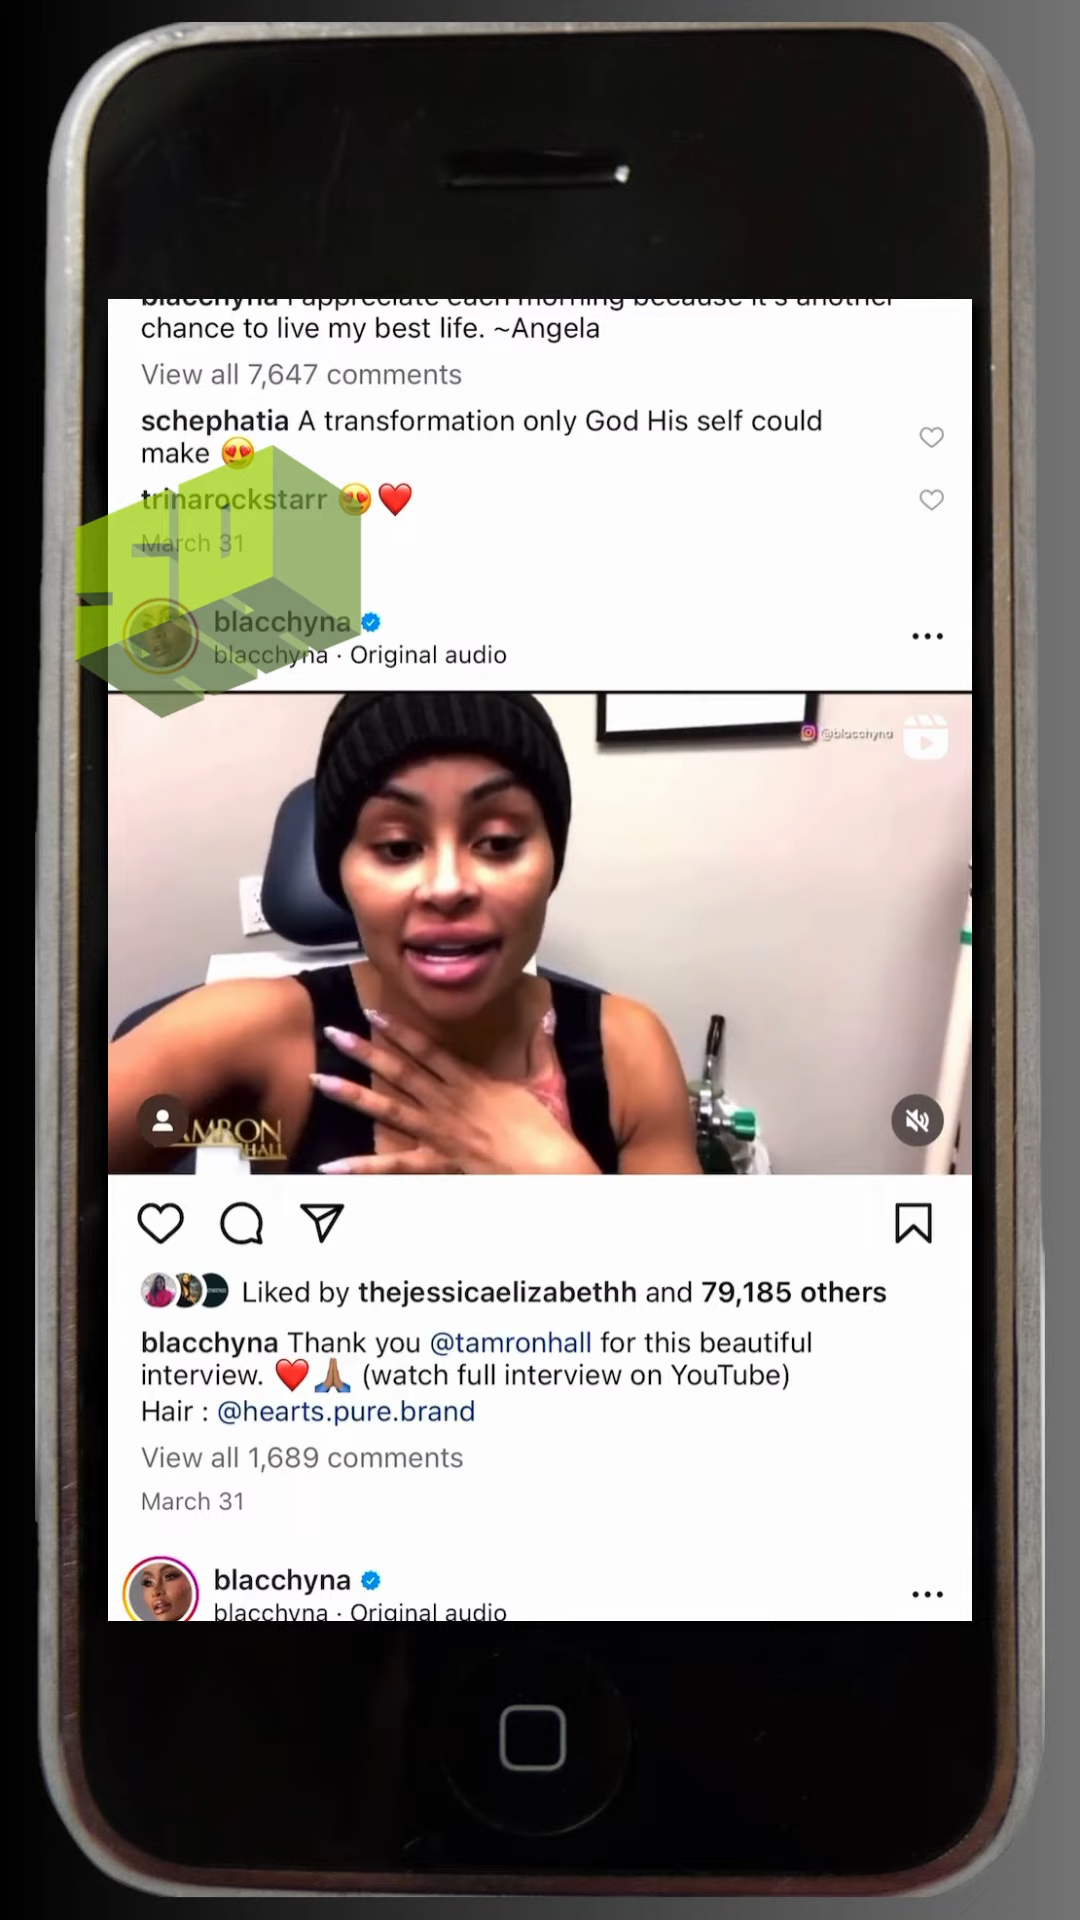 blacchyna I appreciate each morning because it's another
chance to live my best life. ~Angela
View all 7,647 comments
schephatia A transformation only God His self could
make 😍
trinarockstarr 😍❤️
March 31
blacchyna
blacchyna · Original audio
@blacchyna
TAMRON
HALL
Liked by thejessicaelizabethh and 79,185 others
blacchyna Thank you @tamronhall for this beautiful
interview. ❤️🙏🏾 (watch full interview on YouTube)
Hair : @hearts.pure.brand
View all 1,689 comments
March 31
blacchyna
blacchyna · Original audio